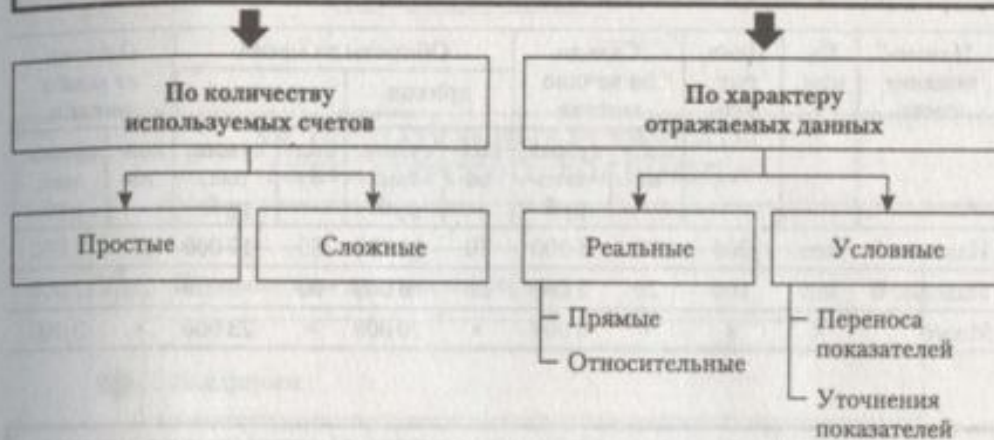 По количеству
используемых счетов
По характеру
отражаемых данных
Простые
Сложные
Реальные
Условные
Прямые
Относительные
Переноса
показателей
Уточнения
показателей